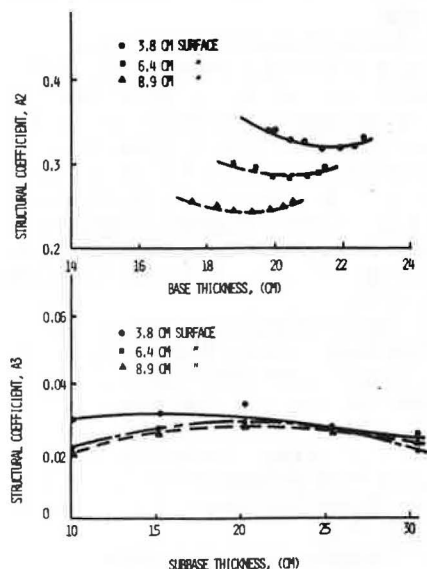 STRUCTURAL COEFFICIENT, A2
3.8 CM SURFACE
6.4 CM "
8.9 CM "
0.4
0.3
0.2
14 16 18 20 22 24
BASE THICKNESS, (CM)
STRUCTURAL COEFFICIENT, A3
3.8 CM SURFACE
6.4 CM "
8.9 CM "
0.06
0.04
0.02
0
10 15 20 25 30
SUBBASE THICKNESS, (CM)